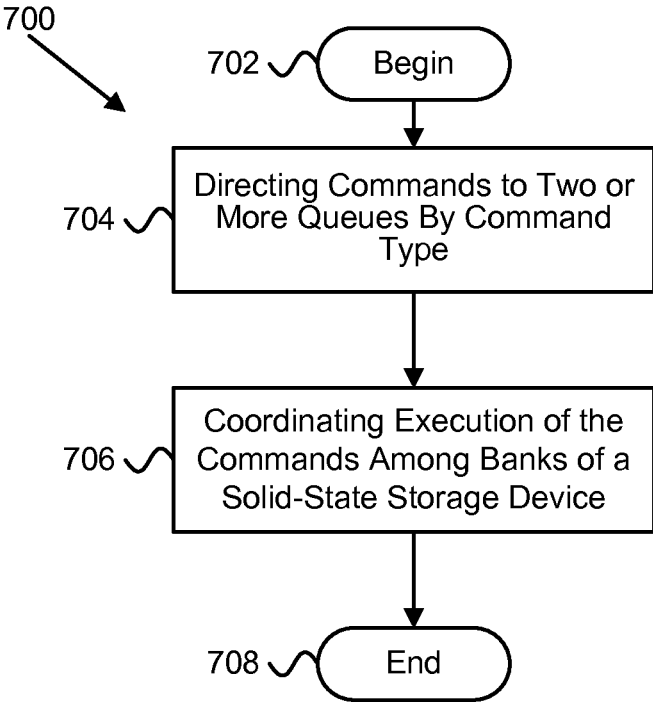 700
702
Begin
704
Directing Commands to Two or
More Queues By Command
Type
706
Coordinating Execution of the
Commands Among Banks of a
Solid-State Storage Device
708
End